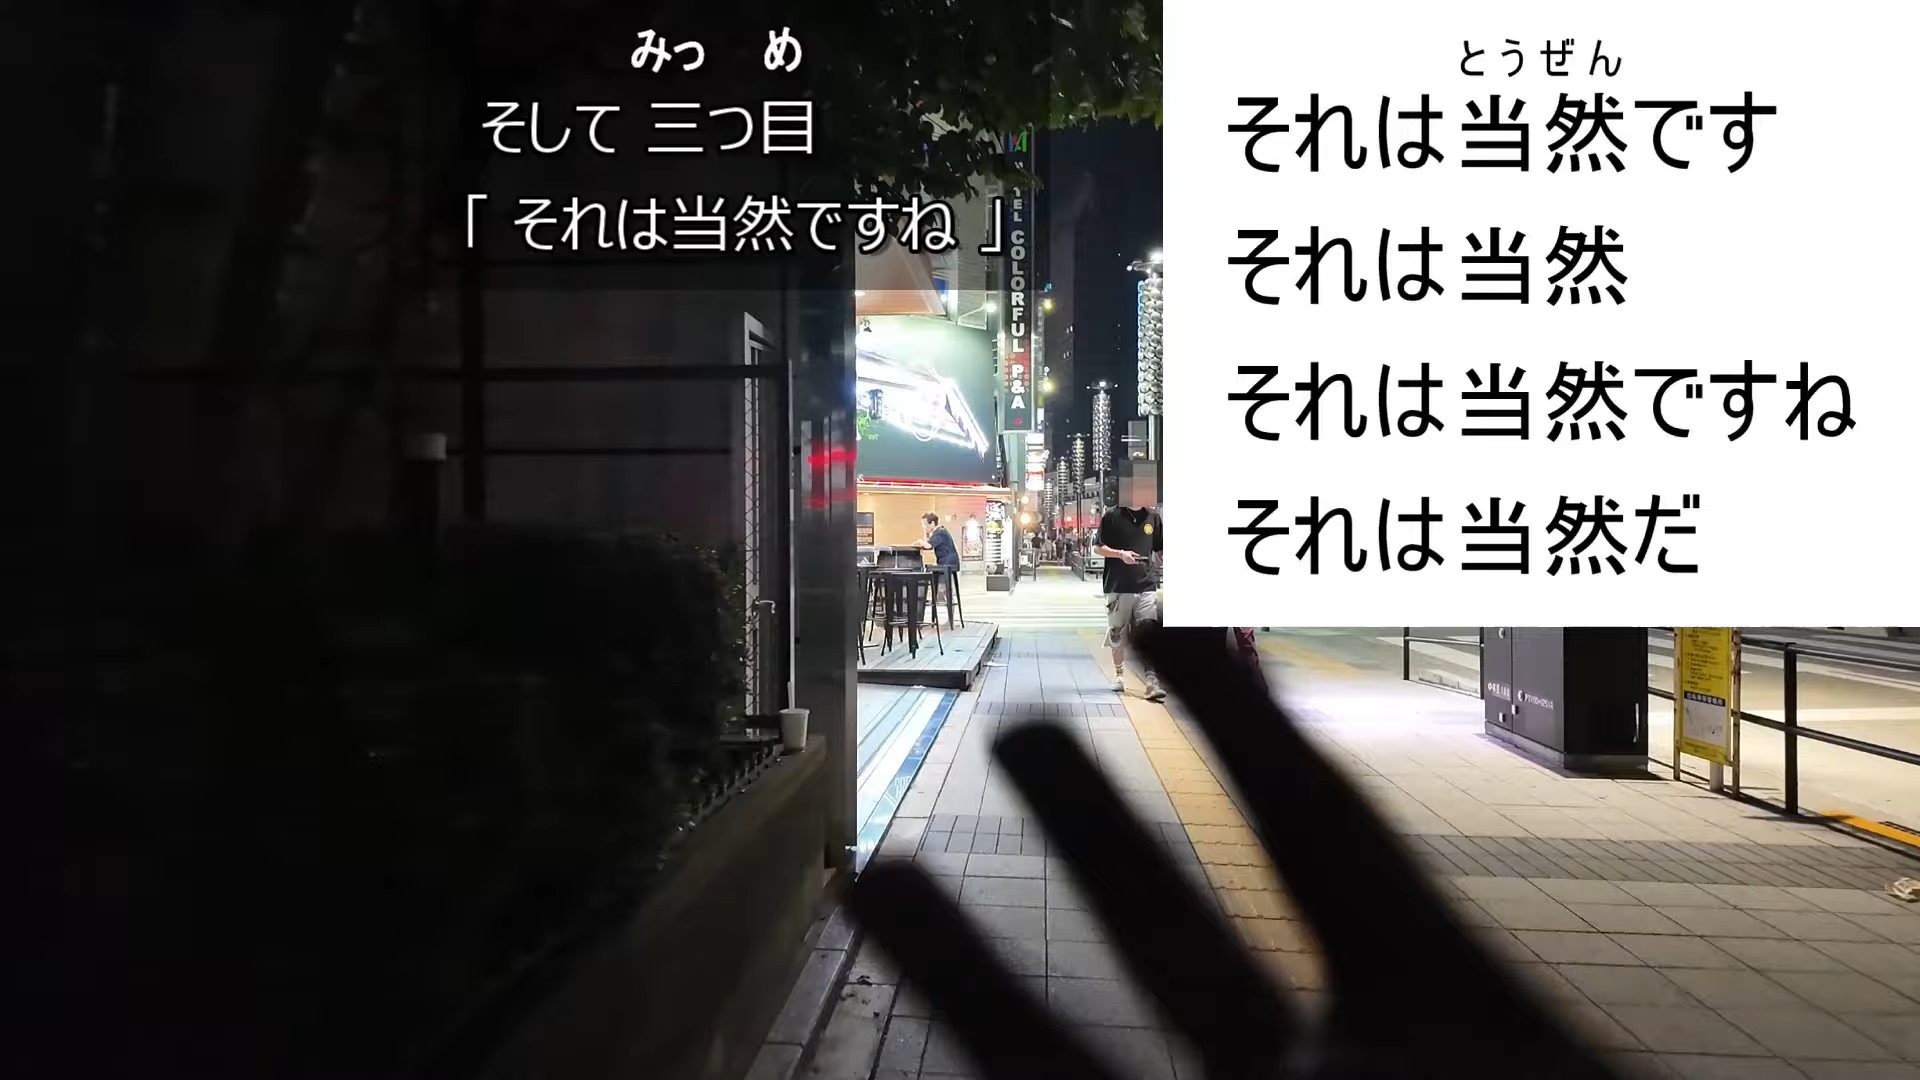 みっ め
そして 三つ目
「 それは当然ですね 」
とうぜん
それは当然です
それは当然
それは当然ですね
それは当然だ
HOTEL COLORFUL P&A